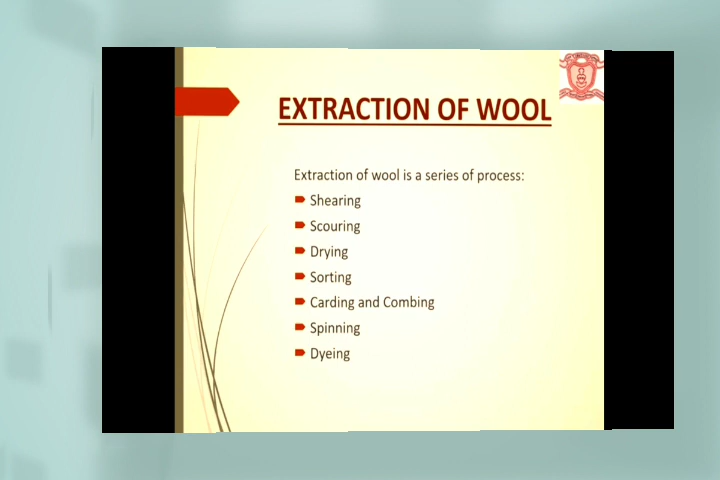 EXTRACTION OF WOOL
Extraction of wool is a series of process:
Shearing
Scouring
Drying
Sorting
Carding and Combing
Spinning
Dyeing